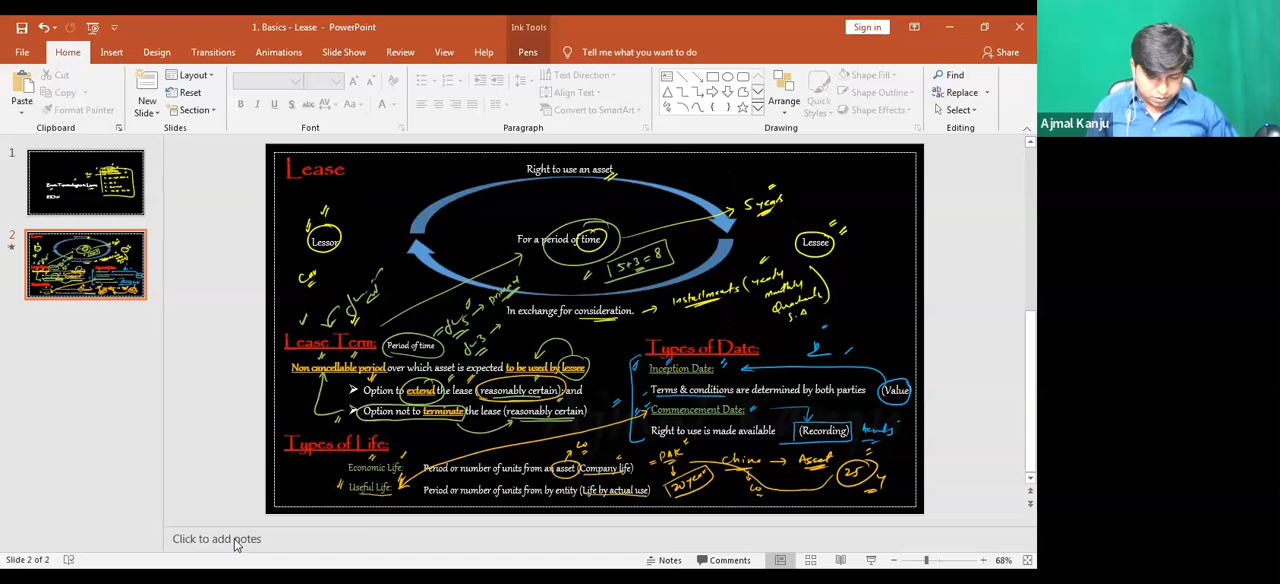 1. Basics - Lease - PowerPoint
Ink Tools
Sign in
File
Home
Insert
Design
Transitions
Animations
Slide Show
Review
View
Help
Pens
Tell me what you want to do
Share
Paste
Cut
Copy
Format Painter
Clipboard
New Slide
Layout
Reset
Section
Slides
B I U S abc AV Aa A
Font
Text Direction
Align Text
Convert to SmartArt
Paragraph
Arrange
Quick Styles
Shape Fill
Shape Outline
Shape Effects
Drawing
Find
Replace
Select
Editing
Ajmal Kanju
1
2
Lease
Right to use an asset
5 years
Lessor
For a period of time
Lessee
5+3=8
Car
Installments (yearly
monthly
Quarterly
S.A
primary
In exchange for consideration.
Lease Term:
Period of time
Non cancellable period over which asset is expected to be used by lessee
➢ Option to extend the lease (reasonably certain); and
➢ Option not to terminate the lease (reasonably certain)
Types of Date:
Inception Date:
Terms & conditions are determined by both parties (Value
Commencement Date:
Right to use is made available (Recording)
Types of Life:
Economic Life: Period or number of units from an asset (Company life)
Useful Life: Period or number of units from by entity (Life by actual use)
PAK China → Asset 25 y
20 year
Co
Click to add notes
Slide 2 of 2
Notes
Comments
68%